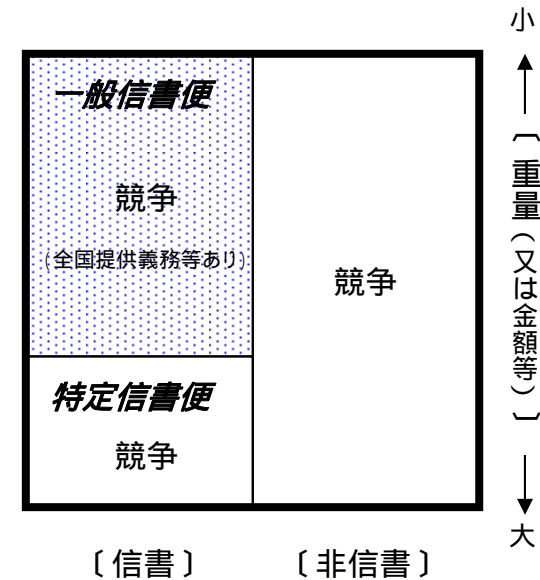 小
一般信書便
競争
(全国提供義務等あり)
競争
〔重量(又は金額等)〕
特定信書便
競争
大
〔信書〕
〔非信書〕